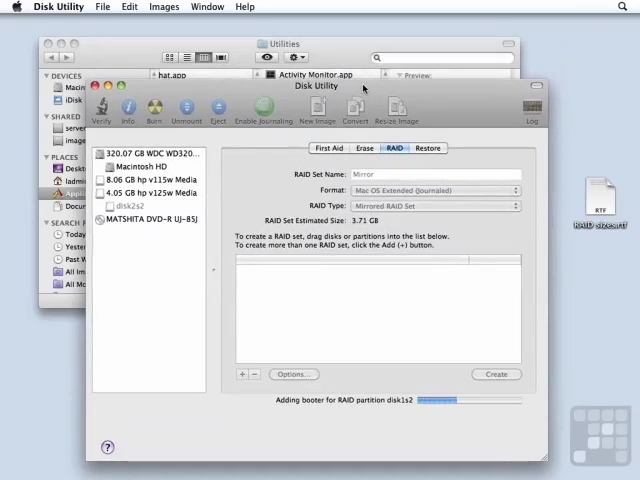 Disk Utility File Edit Images Window Help
Utilities
DEVICES
iDisk
SHARED
PLACES
hat.app
Activity Monitor.app
Preview:
Disk Utility
Verify Info Burn Unmount Eject Enable Journaling New Image Convert Resize Image Log
320.07 GB WDC WD320...
Macintosh HD
8.06 GB hp v115w Media
4.05 GB hp v125w Media
disk2s2
MATSHITA DVD-R UJ-85J
First Aid Erase RAID Restore
RAID Set Name: Mirror
Format: Mac OS Extended (Journaled)
RAID Type: Mirrored RAID Set
RAID Set Estimated Size: 3.71 GB
To create a RAID set, drag disks or partitions into the list below.
To create more than one RAID set, click the Add (+) button.
+ − Options... Create
Adding booter for RAID partition disk1s2
?
RTF
RAID sizes.rtf